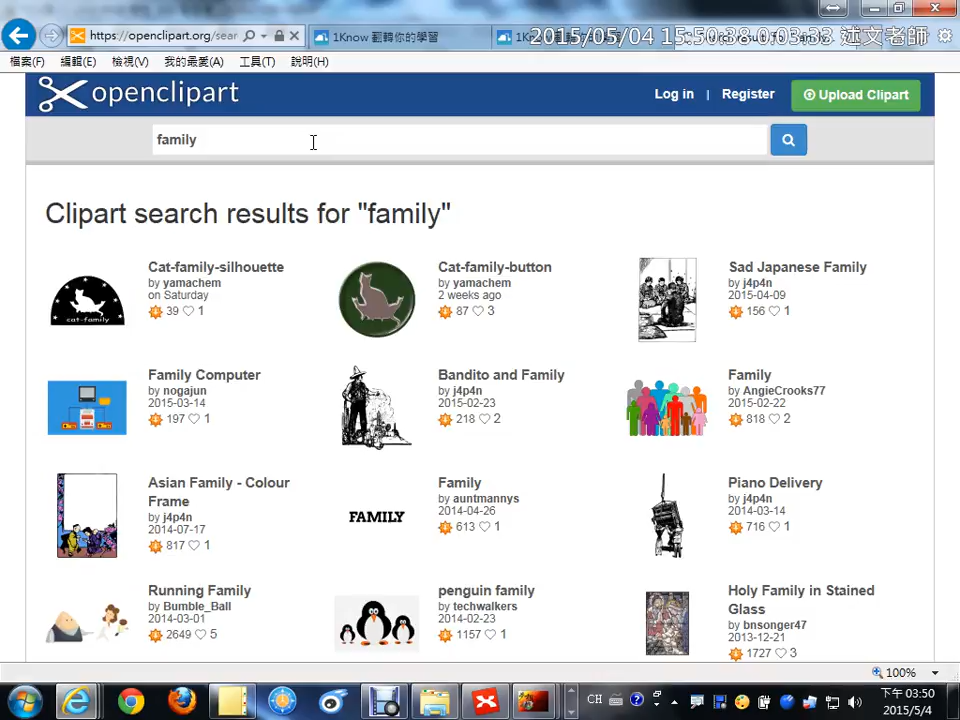 https://openclipart.org/sear
1Know 翻轉你的學習
2015/05/04 15:50:38
述文老師
檔案(F) 編輯(E) 檢視(V) 我的最愛(A) 工具(T) 說明(H)
openclipart
Log in | Register
Upload Clipart
family
Clipart search results for "family"
Cat-family-silhouette
by yamachem
on Saturday
39 1
Cat-family-button
by yamachem
2 weeks ago
87 3
Sad Japanese Family
by j4p4n
2015-04-09
156 1
cat-family
Family Computer
by nogajun
2015-03-14
197 1
Bandito and Family
by j4p4n
2015-02-23
218 2
Family
by AngieCrooks77
2015-02-22
818 2
Asian Family - Colour
Frame
by j4p4n
2014-07-17
817 1
FAMILY
Family
by auntmannys
2014-04-26
613 1
Piano Delivery
by j4p4n
2014-03-14
716 1
Running Family
by Bumble_Ball
2014-03-01
2649 5
penguin family
by techwalkers
2014-02-23
1157 1
Holy Family in Stained
Glass
by bnsonger47
2013-12-21
1727 3
100%
CH
下午 03:50
2015/5/4